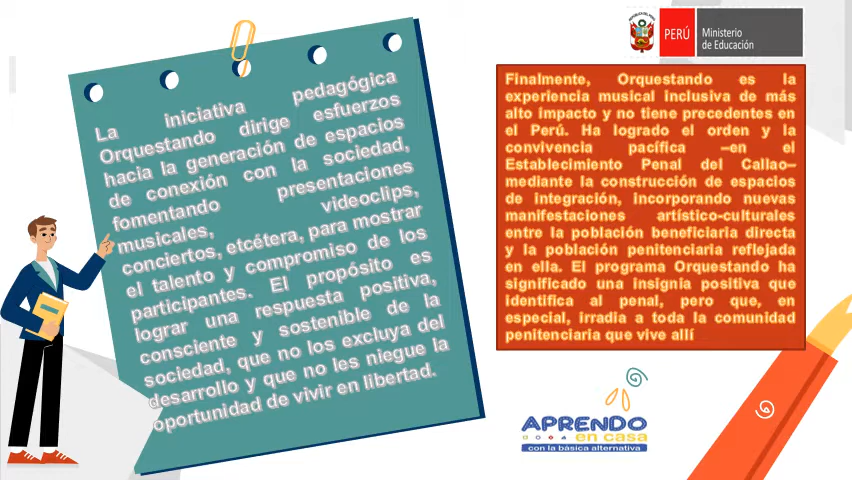 La iniciativa pedagógica
Orquestando dirige esfuerzos
hacia la generación de espacios
de conexión con la sociedad,
fomentando presentaciones
musicales, videoclips,
conciertos, etcétera, para mostrar
el talento y compromiso de los
participantes. El propósito es
lograr una respuesta positiva,
consciente y sostenible de la
sociedad, que no los excluya del
desarrollo y que no les niegue la
oportunidad de vivir en libertad.
PERÚ
Ministerio
de Educación
Finalmente, Orquestando es la
experiencia musical inclusiva de más
alto impacto y no tiene precedentes en
el Perú. Ha logrado el orden y la
convivencia pacífica –en el
Establecimiento Penal del Callao–
mediante la construcción de espacios
de integración, incorporando nuevas
manifestaciones artístico-culturales
entre la población beneficiaria directa
y la población penitenciaria reflejada
en ella. El programa Orquestando ha
significado una insignia positiva que
identifica al penal, pero que, en
especial, irradia a toda la comunidad
penitenciaria que vive allí
APRENDO
en casa
con la básica alternativa